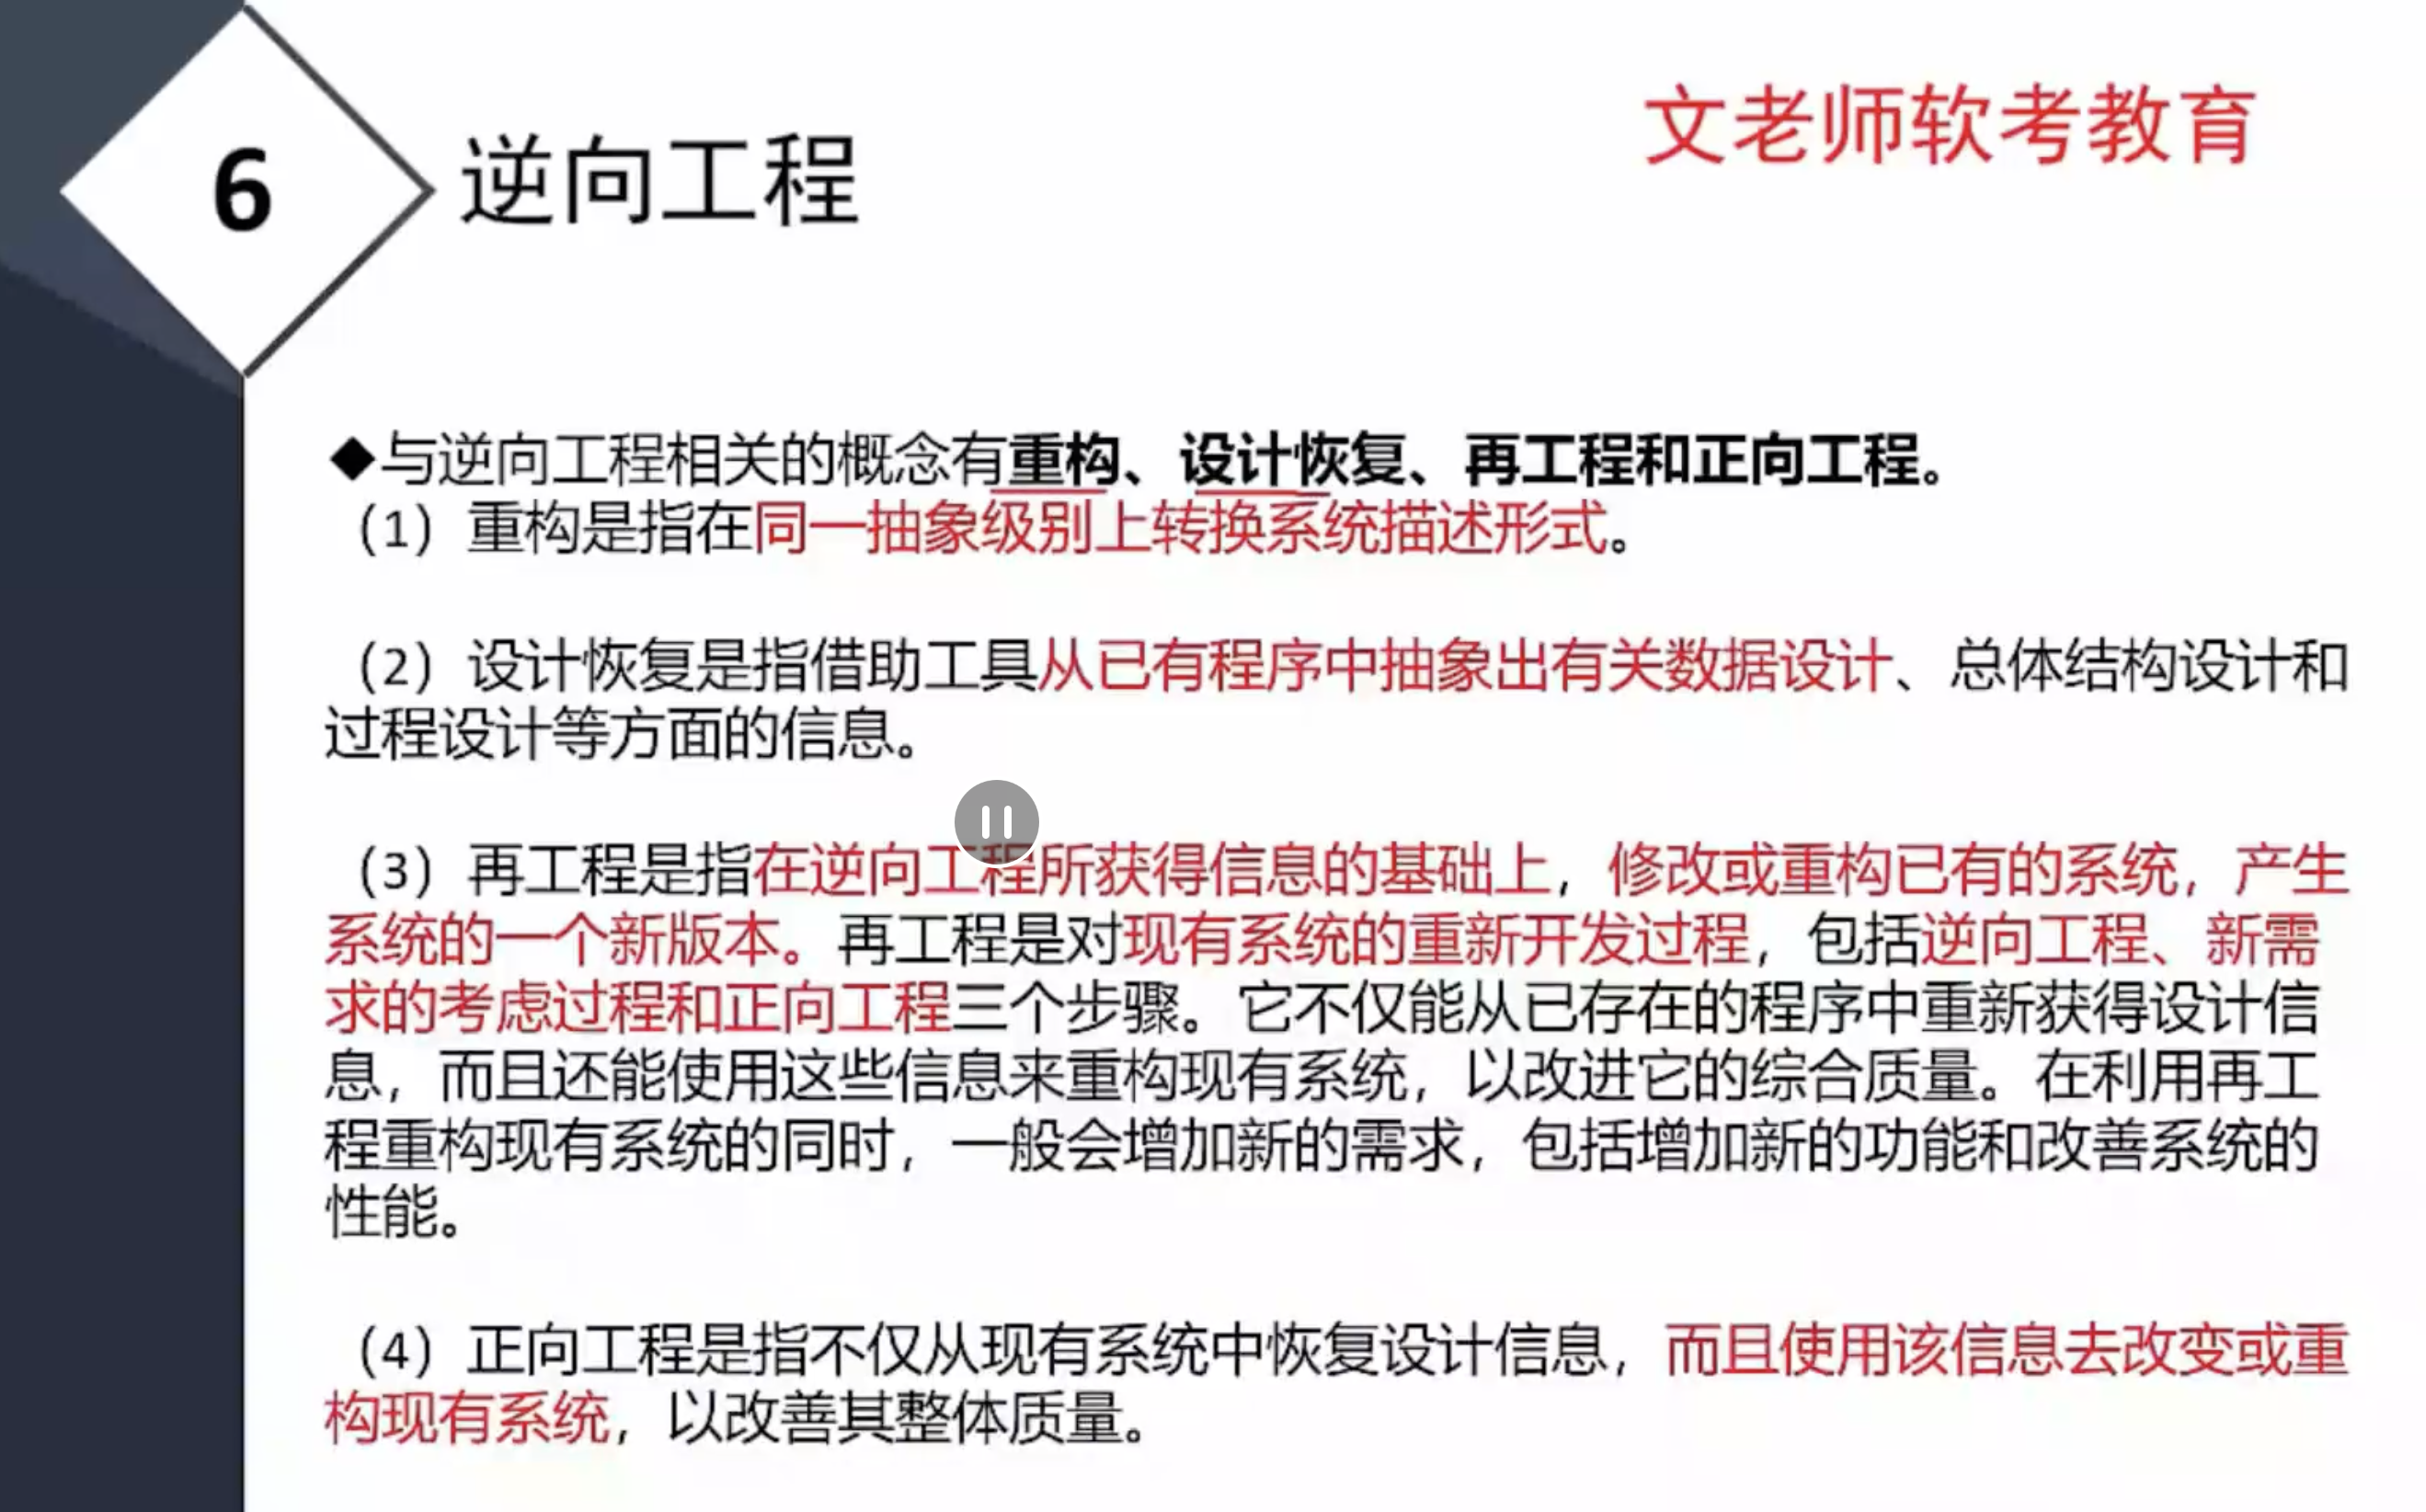 文老师软考教育
6
逆向工程
◆与逆向工程相关的概念有重构、设计恢复、再工程和正向工程。
（1）重构是指在同一抽象级别上转换系统描述形式。
（2）设计恢复是指借助工具从已有程序中抽象出有关数据设计、总体结构设计和
过程设计等方面的信息。
（3）再工程是指在逆向工程所获得信息的基础上，修改或重构已有的系统，产生
系统的一个新版本。再工程是对现有系统的重新开发过程，包括逆向工程、新需
求的考虑过程和正向工程三个步骤。它不仅能从已存在的程序中重新获得设计信
息，而且还能使用这些信息来重构现有系统，以改进它的综合质量。在利用再工
程重构现有系统的同时，一般会增加新的需求，包括增加新的功能和改善系统的
性能。
（4）正向工程是指不仅从现有系统中恢复设计信息，而且使用该信息去改变或重
构现有系统，以改善其整体质量。